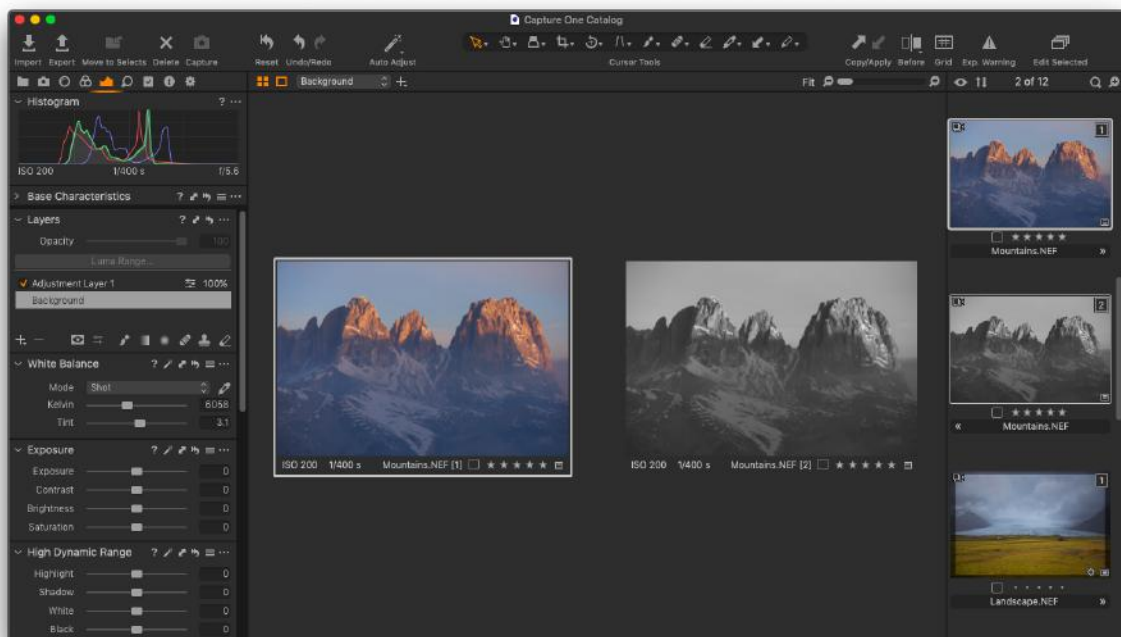 Capture One Catalog
Import Export Move to Selects Delete Capture Reset Undo/Redo Auto Adjust Cursor Tools Copy/Apply Before Grid Exp. Warning Edit Selected
Background Fit 2 of 12
Histogram ? ...
ISO 200 1/400 s f/5.6
Base Characteristics ? ...
Layers ? ...
Opacity 100
Luma Range...
Adjustment Layer 1 100%
Background
White Balance ? ...
Mode Shot
Kelvin 6058
Tint 3.1
Exposure ? ...
Exposure 0
Contrast 0
Brightness 0
Saturation 0
High Dynamic Range ? ...
Highlight 0
Shadow 0
White 0
Black 0
ISO 200 1/400 s Mountains.NEF [1] ★ ★ ★ ★ ★
ISO 200 1/400 s Mountains.NEF [2] ★ ★ ★ ★ ★
1
★ ★ ★ ★ ★
Mountains.NEF »
2
★ ★ ★ ★ ★
« Mountains.NEF
1
• • • • •
Landscape.NEF »